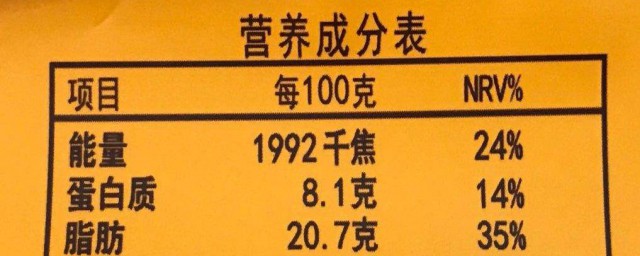 营养成分表
项目 每100克 NRV%
能量 1992千焦 24%
蛋白质 8.1克 14%
脂肪 20.7克 35%